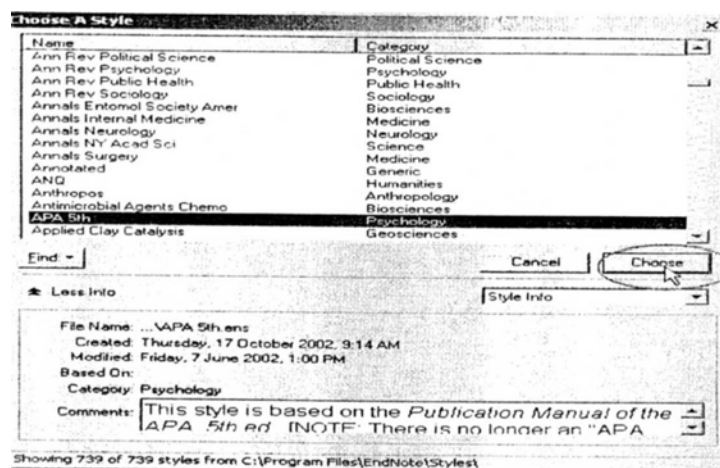 Choose A Style
Name Category
Ann Rev Political Science Political Science
Ann Rev Psychology Psychology
Ann Rev Public Health Public Health
Ann Rev Sociology Sociology
Annals Entomol Society Amer Biosciences
Annals Internal Medicine Medicine
Annals Neurology Neurology
Annals NY Acad Sci Science
Annals Surgery Medicine
Annotated Generic
ANQ Humanities
Anthropos Anthropology
Antimicrobial Agents Chemo Biosciences
APA 5th Psychology
Applied Clay Catalysis Geosciences
Find Cancel Choose
Less Info Style Info
File Name: ...\APA 5th.ens
Created: Thursday, 17 October 2002, 9:14 AM
Modified: Friday, 7 June 2002, 1:00 PM
Based On:
Category: Psychology
Comments: This style is based on the Publication Manual of the
APA, 5th ed. [NOTE: There is no longer an "APA
Showing 739 of 739 styles from C:\Program Files\EndNote\Styles\